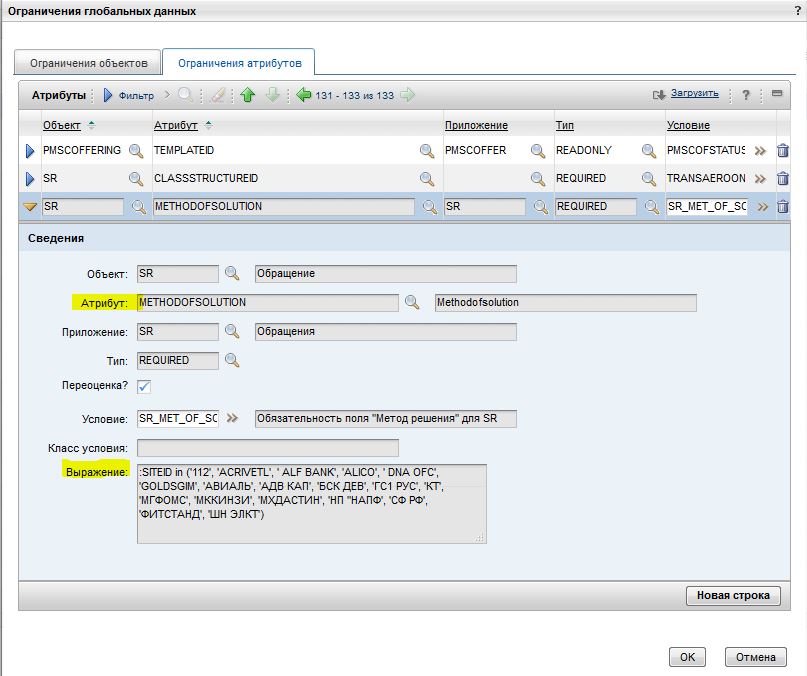 Ограничения глобальных данных ?
Ограничения объектов Ограничения атрибутов
Атрибуты Фильтр 131 - 133 из 133 Загрузить ?
Объект Атрибут Приложение Тип Условие
PMSCOFFERING TEMPLATEID PMSCOFFER READONLY PMSCOFSTATUS
SR CLASSSTRUCTUREID REQUIRED TRANSAEROON
SR METHODOFSOLUTION SR REQUIRED SR_MET_OF_SC
Сведения
Объект: SR Обращение
Атрибут: METHODOFSOLUTION Methodofsolution
Приложение: SR Обращения
Тип: REQUIRED
Переоценка?
Условие: SR_MET_OF_SC Обязательность поля "Метод решения" для SR
Класс условия:
Выражение: :SITEID in ('112', 'ACRIVETL', ' ALF BANK', 'ALICO', ' DNA OFC',
'GOLDSGIM', 'АВИАЛЬ', 'АДВ КАП', 'БСК ДЕВ', 'ГС1 РУС', 'КТ',
'МГФОМС', 'МККИНЗИ', 'МХДАСТИН', 'НП "НАПФ', 'СФ РФ',
'ФИТСТАНД', 'ШН ЭЛКТ')
Новая строка
OK Отмена